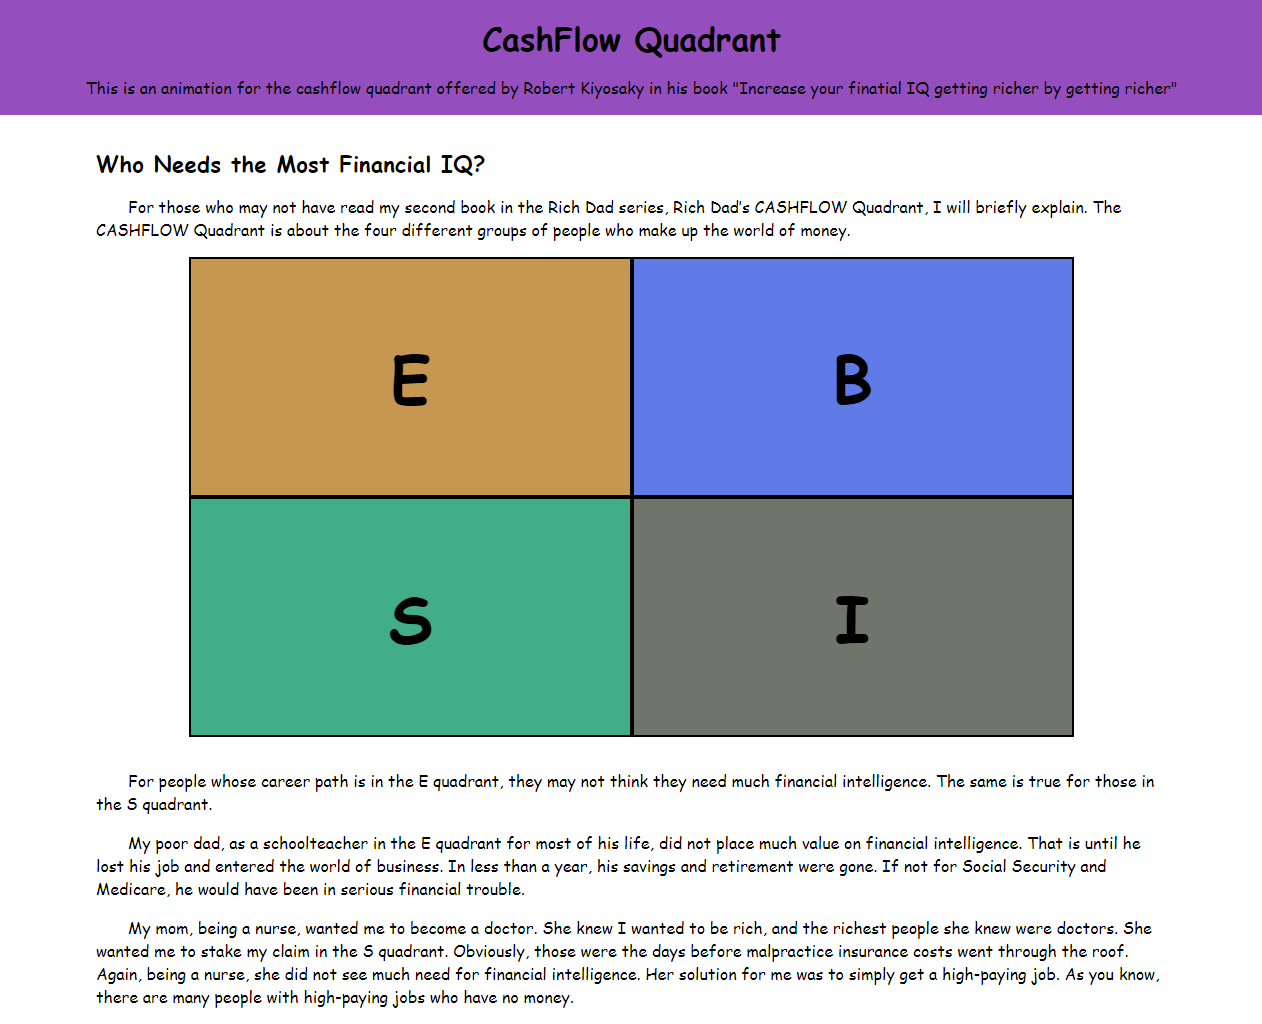 CashFlow Quadrant
This is an animation for the cashflow quadrant offered by Robert Kiyosaky in his book "Increase your finatial IQ getting richer by getting richer"
Who Needs the Most Financial IQ?
For those who may not have read my second book in the Rich Dad series, Rich Dad's CASHFLOW Quadrant, I will briefly explain. The
CASHFLOW Quadrant is about the four different groups of people who make up the world of money.
E
B
S
I
For people whose career path is in the E quadrant, they may not think they need much financial intelligence. The same is true for those in
the S quadrant.
My poor dad, as a schoolteacher in the E quadrant for most of his life, did not place much value on financial intelligence. That is until he
lost his job and entered the world of business. In less than a year, his savings and retirement were gone. If not for Social Security and
Medicare, he would have been in serious financial trouble.
My mom, being a nurse, wanted me to become a doctor. She knew I wanted to be rich, and the richest people she knew were doctors. She
wanted me to stake my claim in the S quadrant. Obviously, those were the days before malpractice insurance costs went through the roof.
Again, being a nurse, she did not see much need for financial intelligence. Her solution for me was to simply get a high-paying job. As you know,
there are many people with high-paying jobs who have no money.